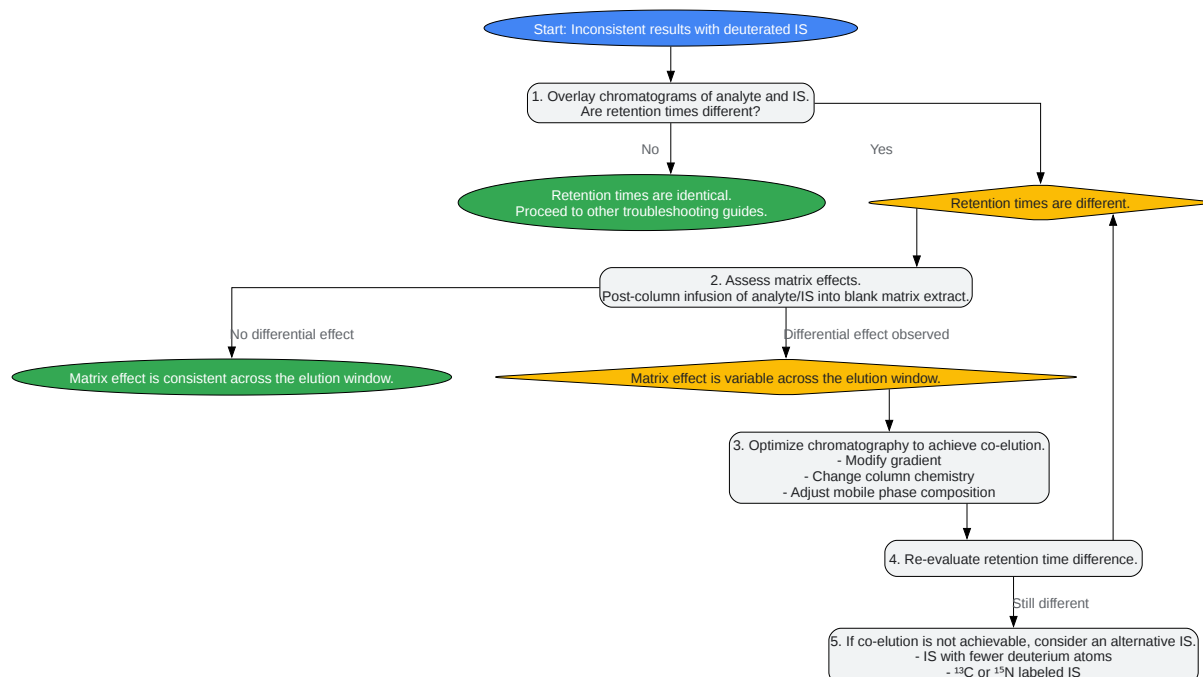 Start: Inconsistent results with deuterated IS
1. Overlay chromatograms of analyte and IS.
Are retention times different?
No
Yes
Retention times are identical.
Proceed to other troubleshooting guides.
Retention times are different.
2. Assess matrix effects.
Post-column infusion of analyte/IS into blank matrix extract.
No differential effect
Differential effect observed
Matrix effect is consistent across the elution window.
Matrix effect is variable across the elution window.
3. Optimize chromatography to achieve co-elution.
- Modify gradient
- Change column chemistry
- Adjust mobile phase composition
4. Re-evaluate retention time difference.
Still different
5. If co-elution is not achievable, consider an alternative IS.
- IS with fewer deuterium atoms
- ¹³C or ¹⁵N labeled IS